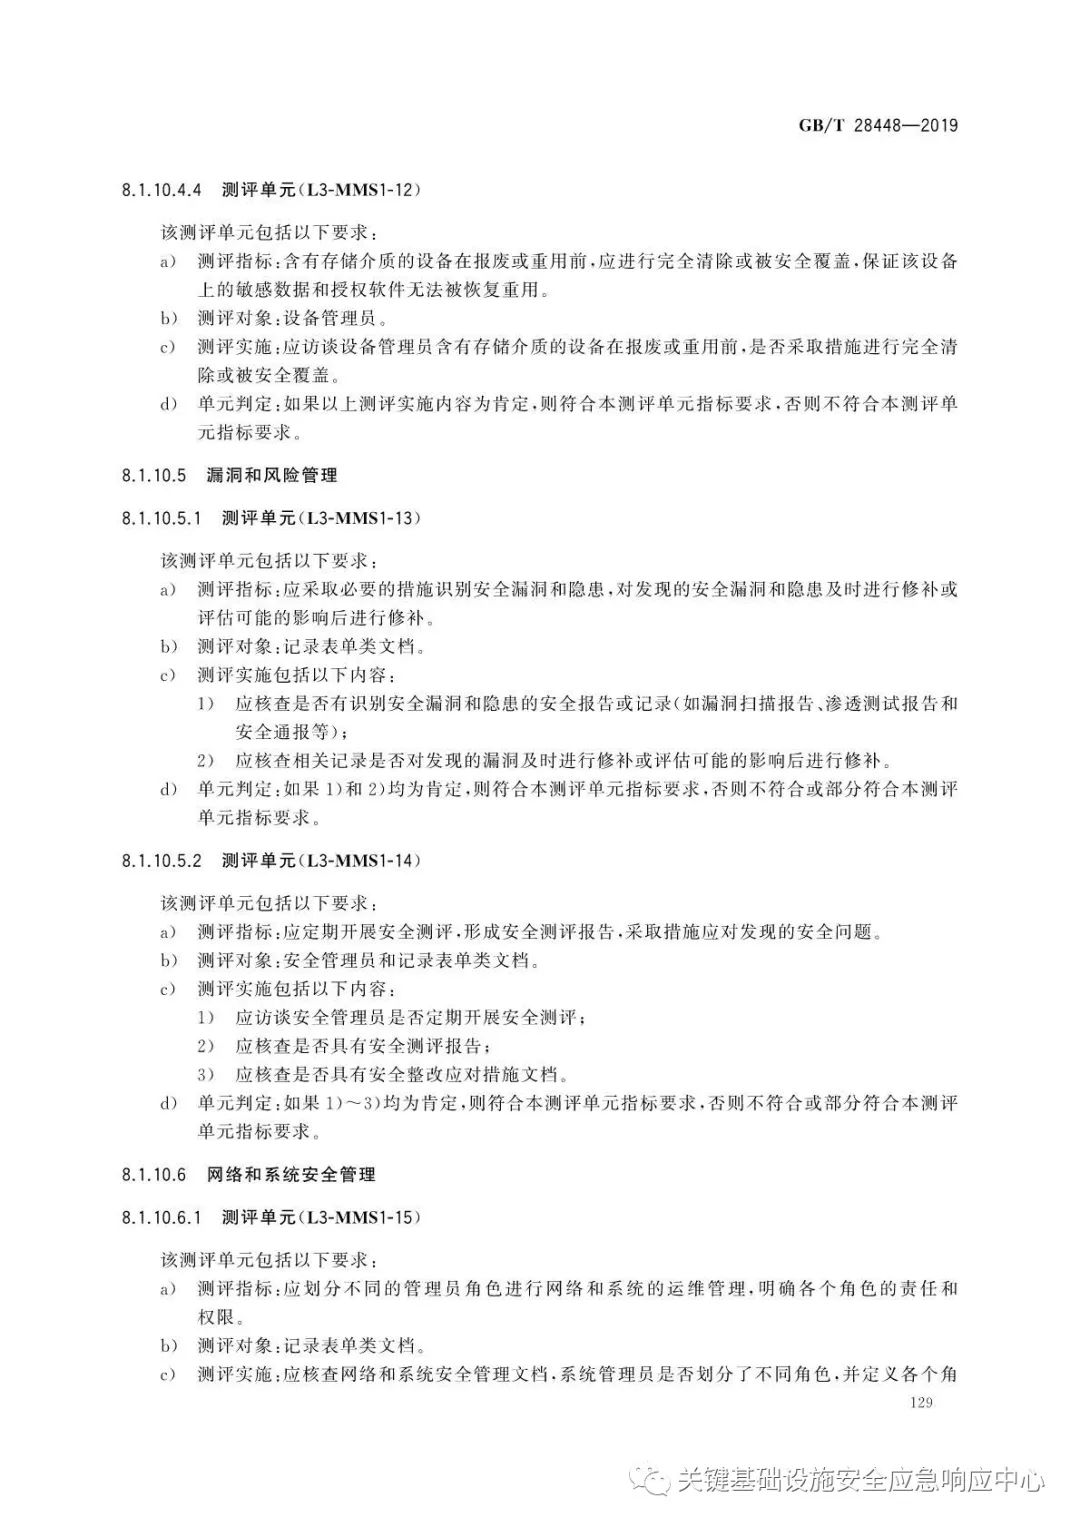 GB/T 28448—2019
8.1.10.4.4 测评单元(L3-MMS1-12)
该测评单元包括以下要求:
a) 测评指标:含有存储介质的设备在报废或重用前,应进行完全清除或被安全覆盖,保证该设备
上的敏感数据和授权软件无法被恢复重用。
b) 测评对象:设备管理员。
c) 测评实施:应访谈设备管理员含有存储介质的设备在报废或重用前,是否采取措施进行完全清
除或被安全覆盖。
d) 单元判定:如果以上测评实施内容为肯定,则符合本测评单元指标要求,否则不符合本测评单
元指标要求。
8.1.10.5 漏洞和风险管理
8.1.10.5.1 测评单元(L3-MMS1-13)
该测评单元包括以下要求:
a) 测评指标:应采取必要的措施识别安全漏洞和隐患,对发现的安全漏洞和隐患及时进行修补或
评估可能的影响后进行修补。
b) 测评对象:记录表单类文档。
c) 测评实施包括以下内容:
1) 应核查是否有识别安全漏洞和隐患的安全报告或记录(如漏洞扫描报告、渗透测试报告和
安全通报等);
2) 应核查相关记录是否对发现的漏洞及时进行修补或评估可能的影响后进行修补。
d) 单元判定:如果 1)和 2)均为肯定,则符合本测评单元指标要求,否则不符合或部分符合本测评
单元指标要求。
8.1.10.5.2 测评单元(L3-MMS1-14)
该测评单元包括以下要求:
a) 测评指标:应定期开展安全测评,形成安全测评报告,采取措施应对发现的安全问题。
b) 测评对象:安全管理员和记录表单类文档。
c) 测评实施包括以下内容:
1) 应访谈安全管理员是否定期开展安全测评;
2) 应核查是否具有安全测评报告;
3) 应核查是否具有安全整改应对措施文档。
d) 单元判定:如果 1)～3)均为肯定,则符合本测评单元指标要求,否则不符合或部分符合本测评
单元指标要求。
8.1.10.6 网络和系统安全管理
8.1.10.6.1 测评单元(L3-MMS1-15)
该测评单元包括以下要求:
a) 测评指标:应划分不同的管理员角色进行网络和系统的运维管理,明确各个角色的责任和
权限。
b) 测评对象:记录表单类文档。
c) 测评实施:应核查网络和系统安全管理文档,系统管理员是否划分了不同角色,并定义各个角
129
关键基础设施安全应急响应中心